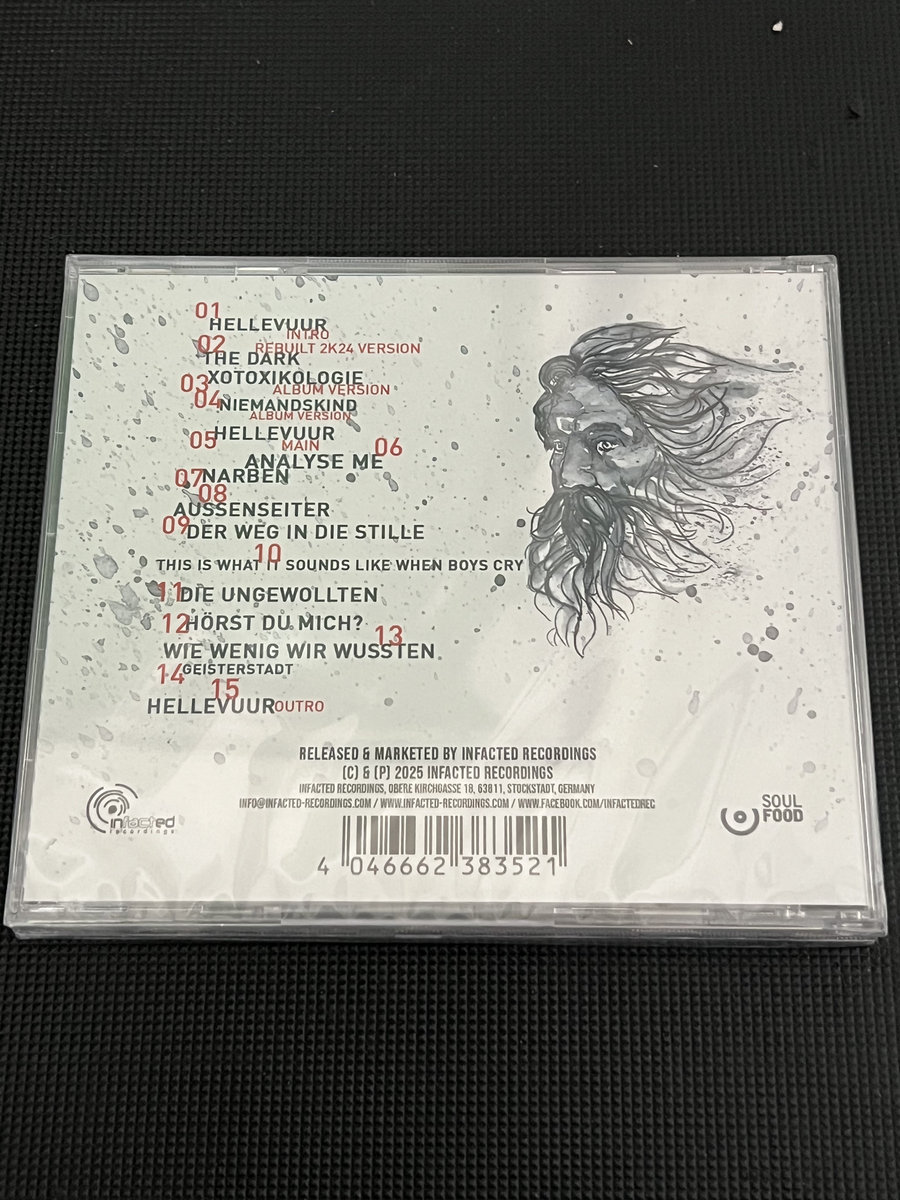 01
HELLEVUUR
INTRO
REBUILT 2K24 VERSION
02
THE DARK
XOTOXIKOLOGIE
03
ALBUM VERSION
04
NIEMANDSKIND
ALBUM VERSION
HELLEVUUR
05
MAIN
06
ANALYSE ME
07 NARBEN
08
AUSSENSEITER
09
DER WEG IN DIE STILLE
10
THIS IS WHAT IT SOUNDS LIKE WHEN BOYS CRY
11 DIE UNGEWOLLTEN
12 HÖRST DU MICH?
13
WIE WENIG WIR WUSSTEN
14 GEISTERSTADT
15
HELLEVUUR OUTRO
RELEASED & MARKETED BY INFACTED RECORDINGS
(C) & (P) 2025 INFACTED RECORDINGS
INFACTED RECORDINGS, OBERE KIRCHGASSE 18, 63811, STOCKSTADT, GERMANY
INFO@INFACTED-RECORDINGS.COM / WWW.INFACTED-RECORDINGS.COM / WWW.FACEBOOK.COM/INFACTEDREC
infacted
recordings
SOUL
FOOD
4 046662 383521